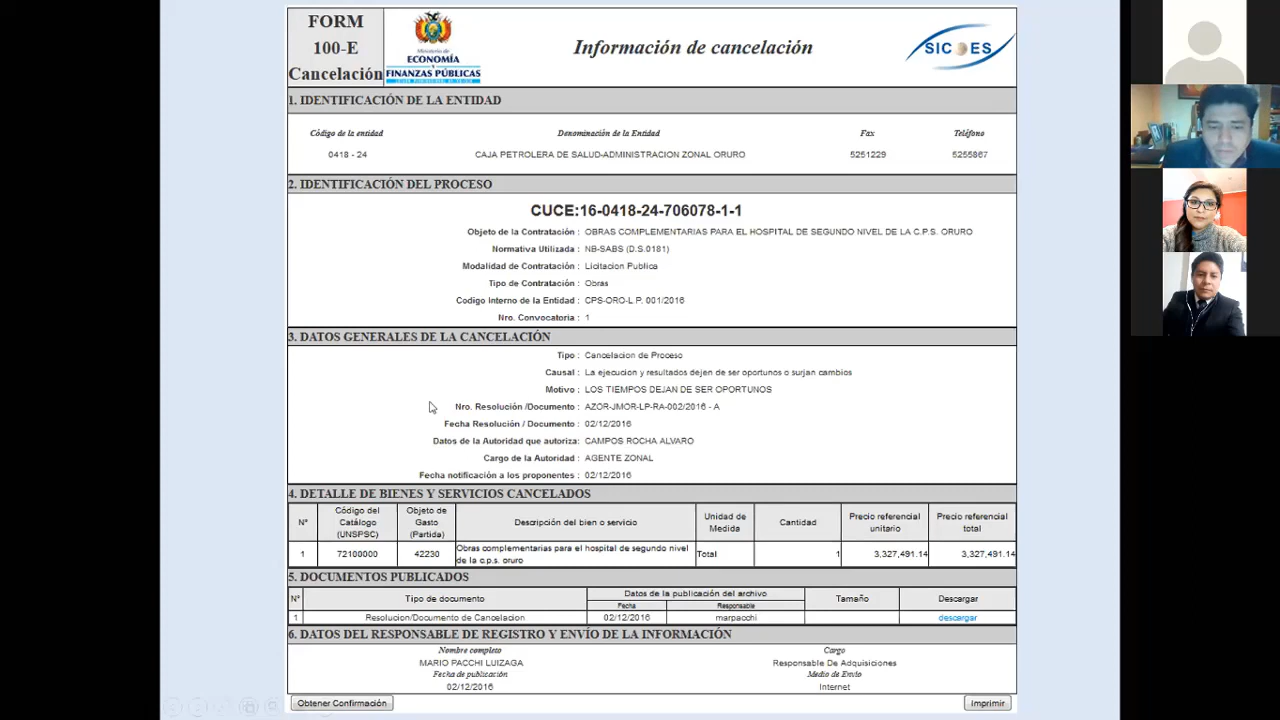 FORM
100-E
Cancelación
Ministerio de
ECONOMÍA
Y
FINANZAS PÚBLICAS
Información de cancelación
SICOES
1. IDENTIFICACIÓN DE LA ENTIDAD
Código de la entidad Denominación de la Entidad Fax Teléfono
0418 - 24 CAJA PETROLERA DE SALUD-ADMINISTRACION ZONAL ORURO 5251229 5255867
2. IDENTIFICACIÓN DEL PROCESO
CUCE:16-0418-24-706078-1-1
Objeto de la Contratación : OBRAS COMPLEMENTARIAS PARA EL HOSPITAL DE SEGUNDO NIVEL DE LA C.P.S. ORURO
Normativa Utilizada : NB-SABS (D.S.0181)
Modalidad de Contratación : Licitacion Publica
Tipo de Contratación : Obras
Codigo Interno de la Entidad : CPS-ORO-L.P. 001/2016
Nro. Convocatoria : 1
3. DATOS GENERALES DE LA CANCELACIÓN
Tipo : Cancelacion de Proceso
Causal : La ejecucion y resultados dejen de ser oportunos o surjan cambios
Motivo : LOS TIEMPOS DEJAN DE SER OPORTUNOS
Nro. Resolución /Documento : AZOR-JMOR-LP-RA-002/2016 - A
Fecha Resolución / Documento : 02/12/2016
Datos de la Autoridad que autoriza: CAMPOS ROCHA ALVARO
Cargo de la Autoridad : AGENTE ZONAL
Fecha notificación a los proponentes : 02/12/2016
4. DETALLE DE BIENES Y SERVICIOS CANCELADOS
Nº Código del Catálogo (UNSPSC) Objeto de Gasto (Partida) Descripción del bien o servicio Unidad de Medida Cantidad Precio referencial unitario Precio referencial total
1 72100000 42230 Obras complementarias para el hospital de segundo nivel de la c.p.s. oruro Total 1 3,327,491.14 3,327,491.14
5. DOCUMENTOS PUBLICADOS
Nº Tipo de documento Datos de la publicación del archivo Tamaño Descargar
Fecha Responsable
1 Resolucion/Documento de Cancelacion 02/12/2016 marpacchi descargar
6. DATOS DEL RESPONSABLE DE REGISTRO Y ENVÍO DE LA INFORMACIÓN
Nombre completo Cargo
MARIO PACCHI LUIZAGA Responsable De Adquisiciones
Fecha de publicación Medio de Envío
02/12/2016 Internet
Obtener Confirmación Imprimir